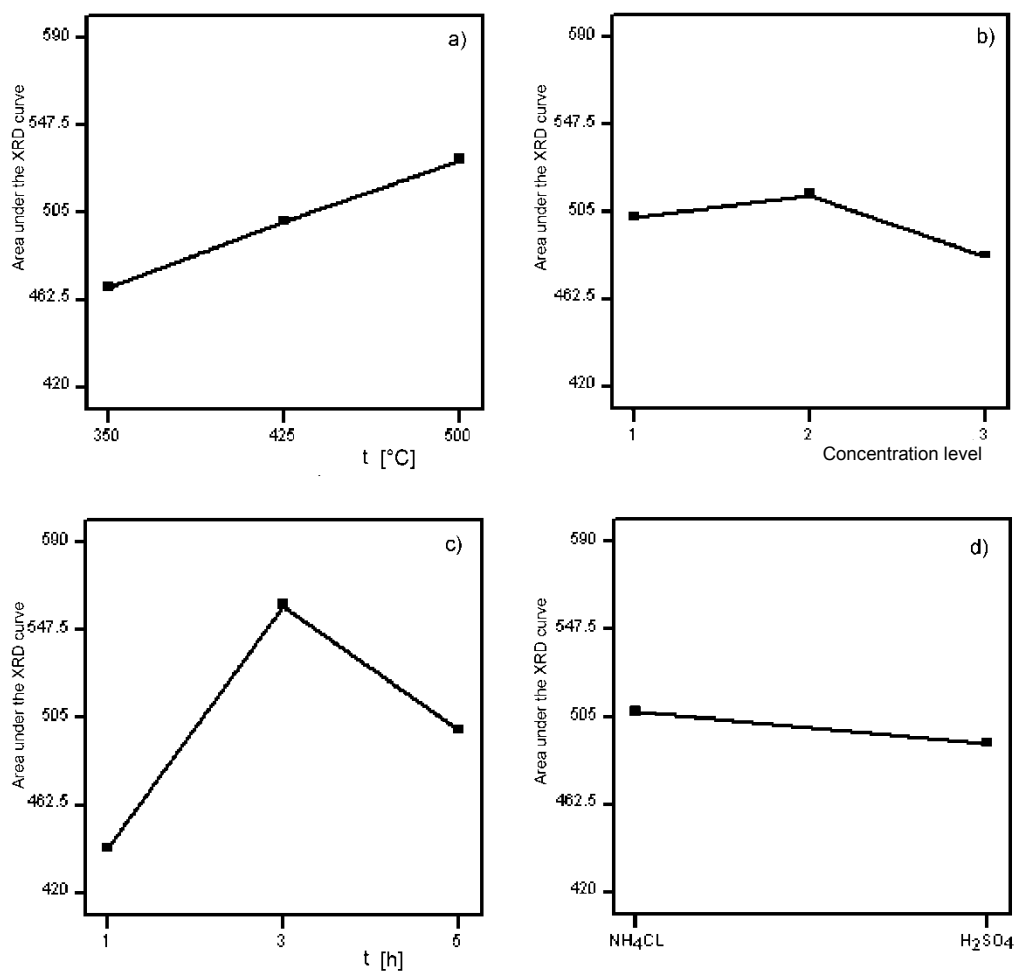 a)
590
547.5
505
462.5
420
Area under the XRD curve
350
425
500
t [°C]
b)
590
547.5
505
462.5
420
Area under the XRD curve
1
2
3
Concentration level
c)
590
547.5
505
462.5
420
Area under the XRD curve
1
3
5
t [h]
d)
590
547.5
505
462.5
420
Area under the XRD curve
NH4CL
H2SO4